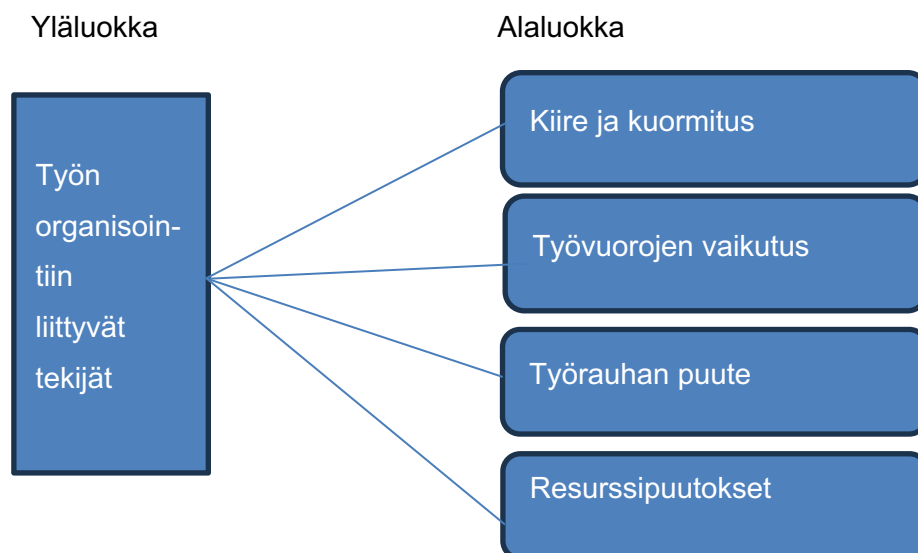 Yläluokka
Alaluokka
Työn
organisoin-
tiin
liittyvät
tekijät
Kiire ja kuormitus
Työvuorojen vaikutus
Työrauhan puute
Resurssipuutokset